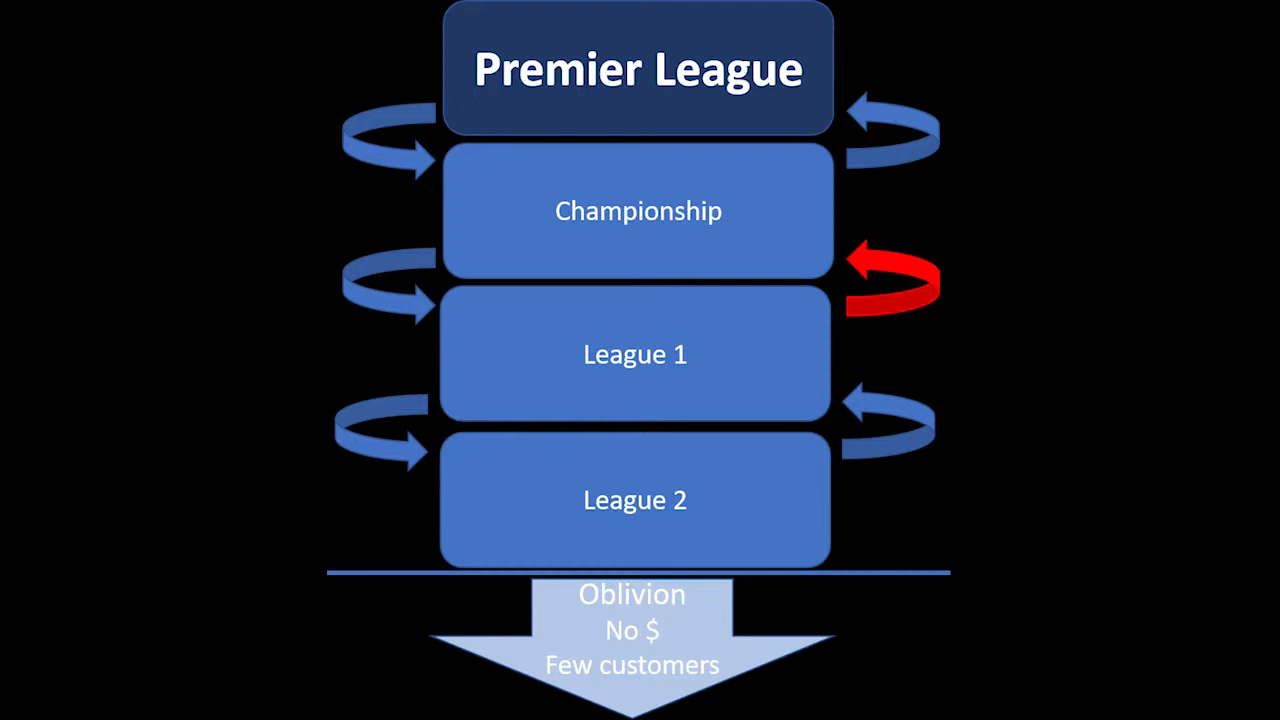 Premier League
Championship
League 1
League 2
Oblivion
No $
Few customers